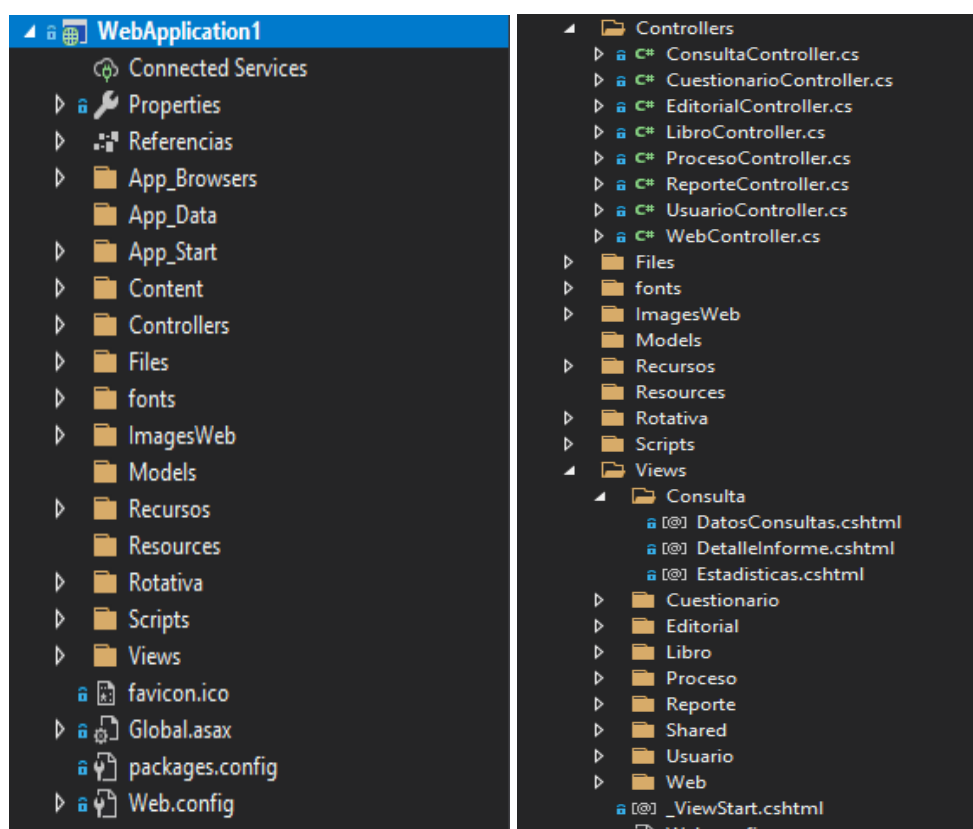 WebApplication1
Connected Services
Properties
Referencias
App_Browsers
App_Data
App_Start
Content
Controllers
Files
fonts
ImagesWeb
Models
Recursos
Resources
Rotativa
Scripts
Views
favicon.ico
Global.asax
packages.config
Web.config
Controllers
C# ConsultaController.cs
C# CuestionarioController.cs
C# EditorialController.cs
C# LibroController.cs
C# ProcesoController.cs
C# ReporteController.cs
C# UsuarioController.cs
C# WebController.cs
Files
fonts
ImagesWeb
Models
Recursos
Resources
Rotativa
Scripts
Views
Consulta
[@] DatosConsultas.cshtml
[@] DetalleInforme.cshtml
[@] Estadisticas.cshtml
Cuestionario
Editorial
Libro
Proceso
Reporte
Shared
Usuario
Web
[@] _ViewStart.cshtml